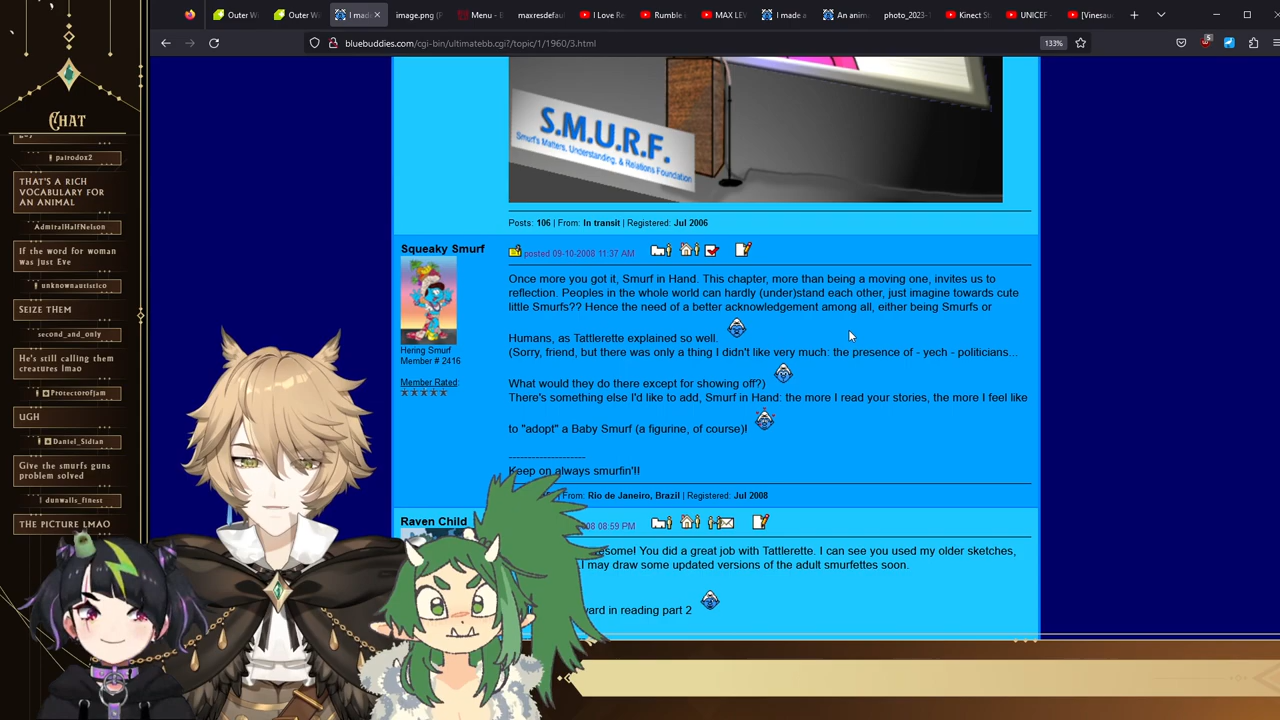 Outer Wi
Outer Wi
I mad
image.png (P
Menu - E
maxresdefaul
I Love Re
Rumble L
MAX LEV
I made a
An anim
photo_2023-1
Kinect St
UNICEF -
[Vinesau
bluebuddies.com/cgi-bin/ultimatebb.cgi?/topic/1/1960/3.html
133%
5
Chat
patrodox2
THAT'S A RICH
VOCABULARY FOR
AN ANIMAL
AdmiralHalfNelson
If the word for woman
was just Eve
unknownautistico
SEIZE THEM
second_and_only
He's still calling them
creatures lmao
Protectorofjam
UGH
Daniel_Sidian
Give the smurfs guns
problem solved
dunwalls_finest
THE PICTURE LMAO
S.M.U.R.F.
Smurf's Matters, Understanding, & Relations Foundation
Posts: 106 | From: In transit | Registered: Jul 2006
Squeaky Smurf
Hering Smurf
Member # 2416
Member Rated:
posted 09-10-2008 11:37 AM
Once more you got it, Smurf in Hand. This chapter, more than being a moving one, invites us to
reflection. Peoples in the whole world can hardly (under)stand each other, just imagine towards cute
little Smurfs?? Hence the need of a better acknowledgement among all, either being Smurfs or
Humans, as Tattlerette explained so well.
(Sorry, friend, but there was only a thing I didn't like very much: the presence of - yech - politicians...
What would they do there except for showing off?)
There's something else I'd like to add, Smurf in Hand: the more I read your stories, the more I feel like
to "adopt" a Baby Smurf (a figurine, of course)!
--------------------
Keep on always smurfin'!!
From: Rio de Janeiro, Brazil | Registered: Jul 2008
Raven Child
08:59 PM
You did a great job with Tattlerette. I can see you used my older sketches,
I may draw some updated versions of the adult smurfettes soon.
in reading part 2